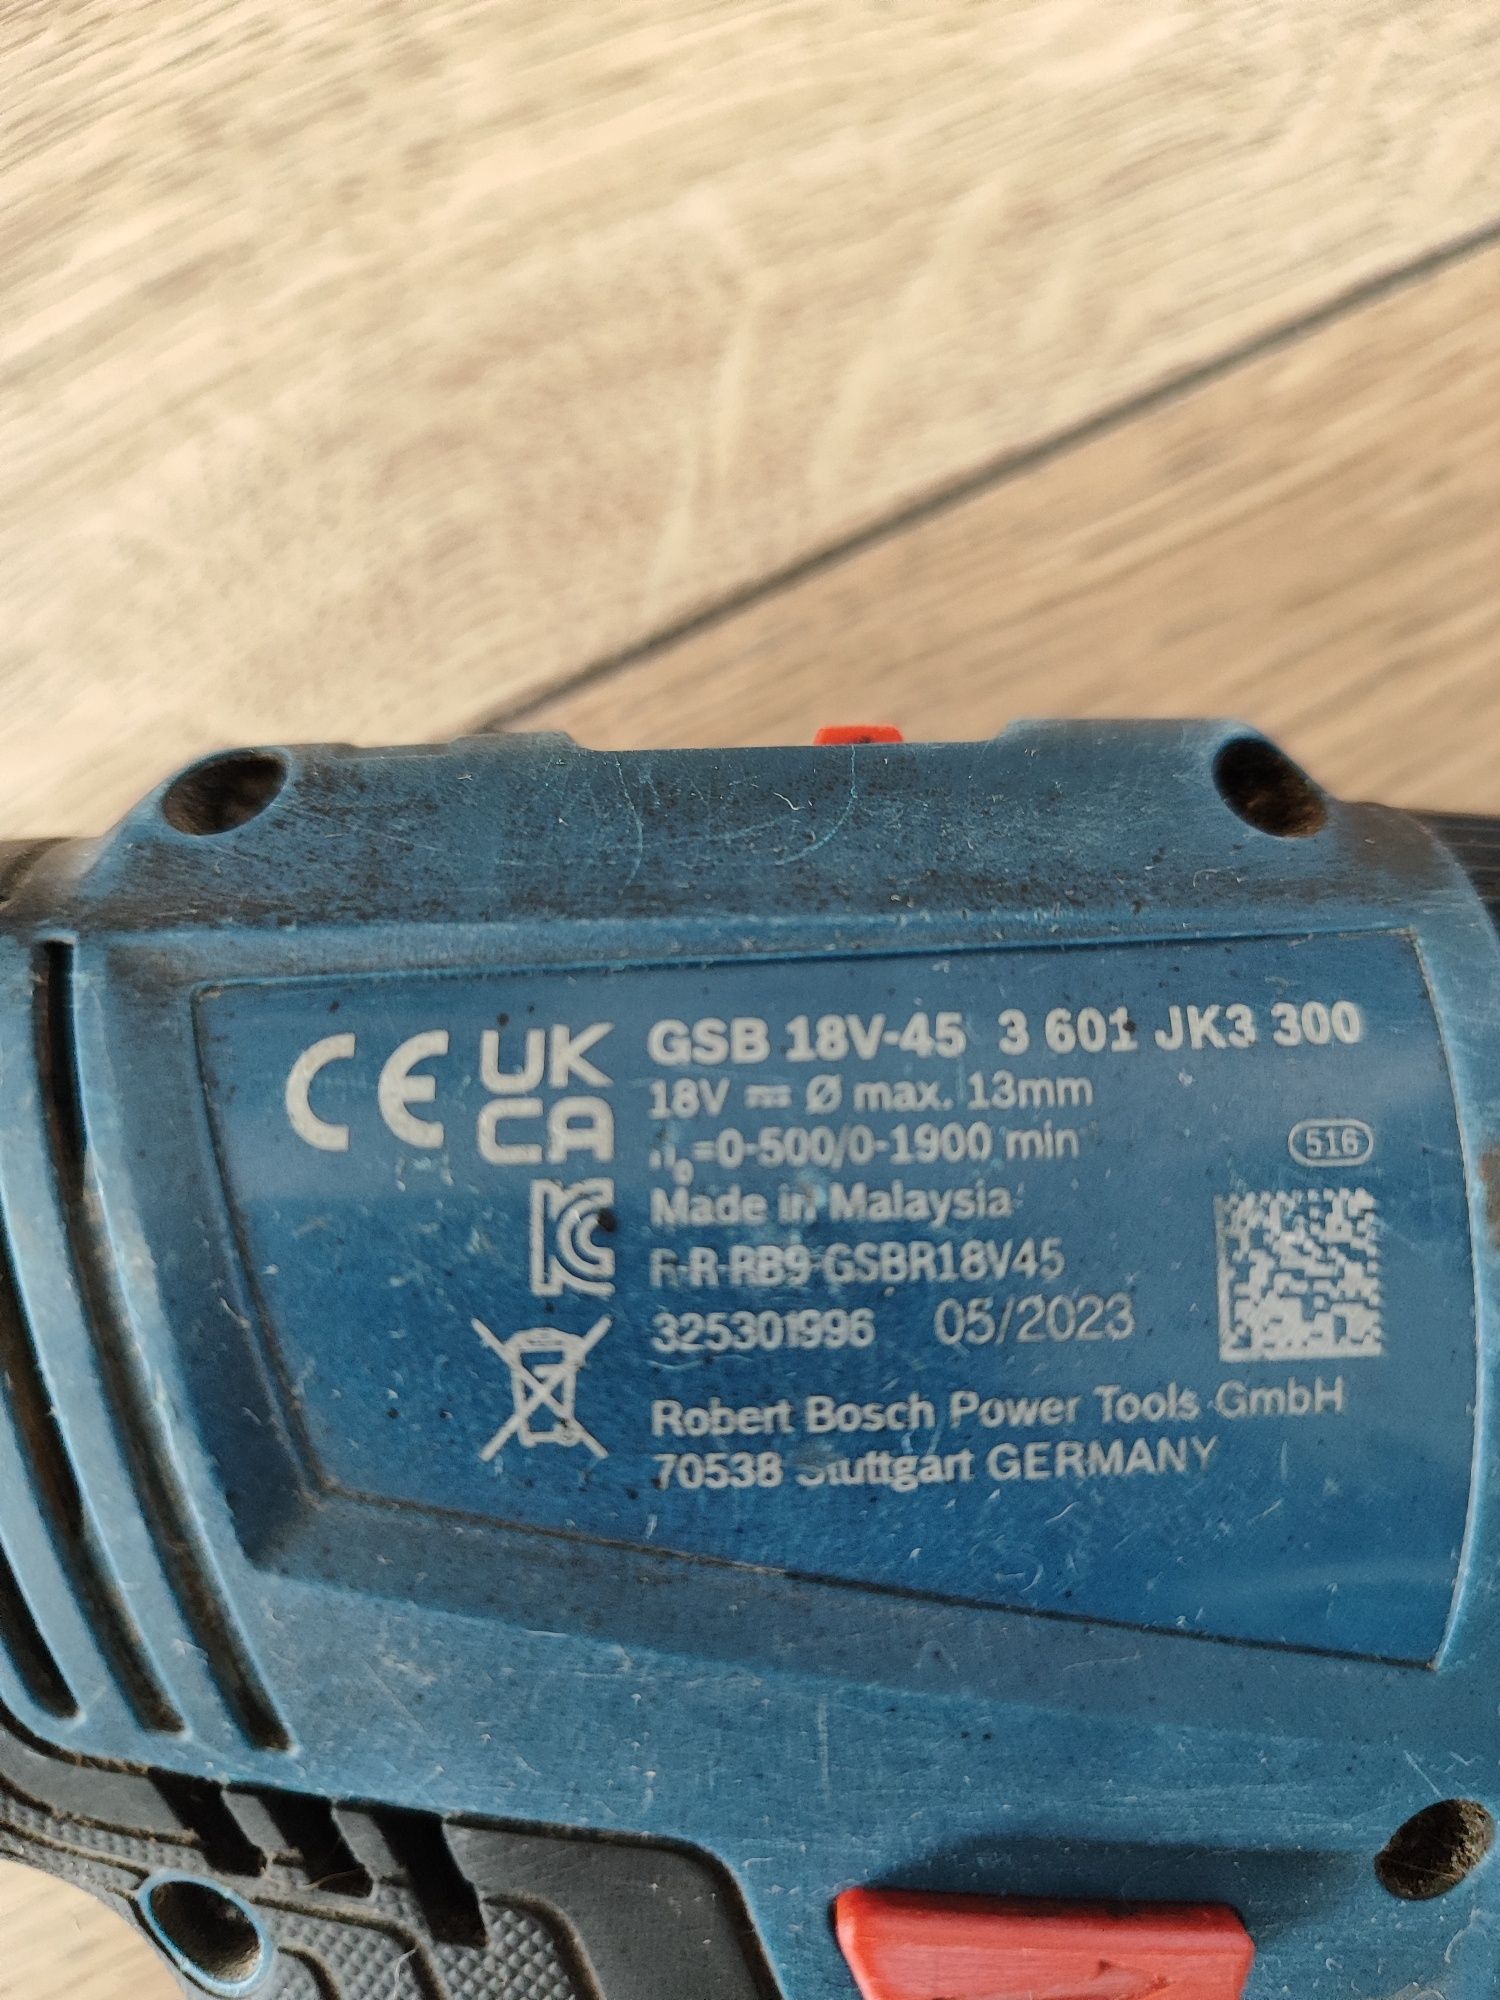 CE UK CA GSB 18V-45 3 601 JK3 300
18V ⎓ Ø max. 13mm
n₀=0-500/0-1900 min
516
Made in Malaysia
R-R-RB9-GSBR18V45
325301996 05/2023
Robert Bosch Power Tools GmbH
70538 Stuttgart GERMANY